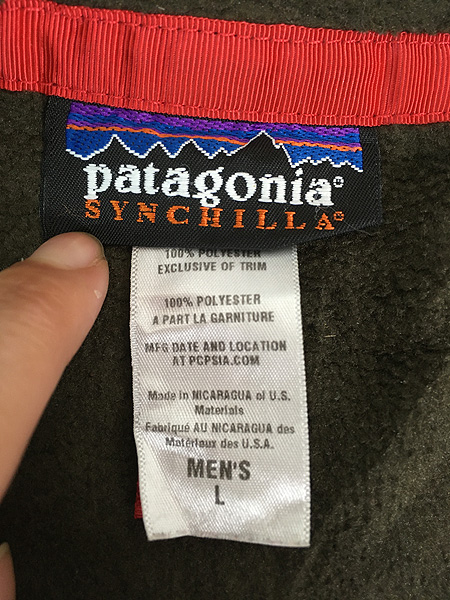 patagonia®
SYNCHILLA®
100% POLYESTER
EXCLUSIVE OF TRIM
100% POLYESTER
A PART LA GARNITURE
MFG DATE AND LOCATION
AT PCPSIA.COM
Made in NICARAGUA of U.S.
Materials
Fabriqué AU NICARAGUA des
Matériaux des U.S.A.
MEN'S
L